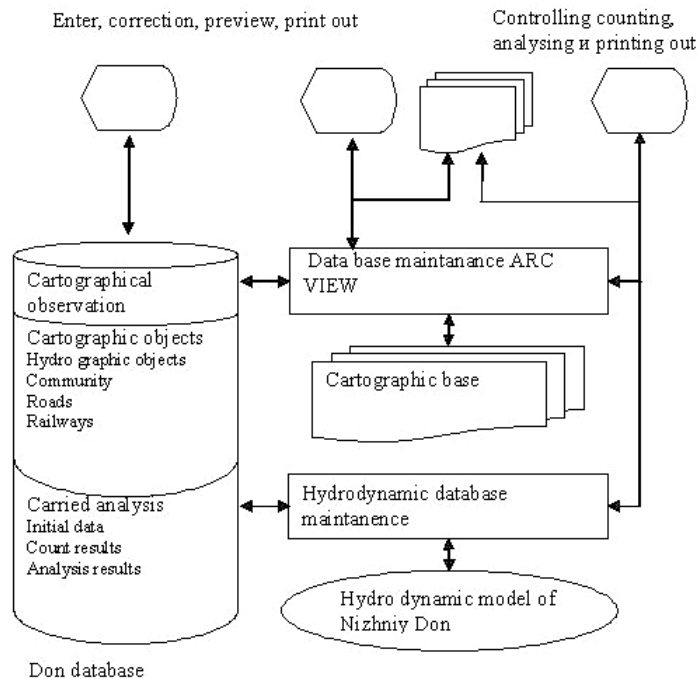 Enter, correction, preview, print out
Controlling counting,
analysing и printing out
Cartographical
observation
Cartographic objects
Hydro graphic objects
Community
Roads
Railways
Carried analysis
Initial data
Count results
Analysis results
Don database
Data base maintanance ARC
VIEW
Cartographic base
Hydrodynamic database
maintanence
Hydro dynamic model of
Nizhniy Don